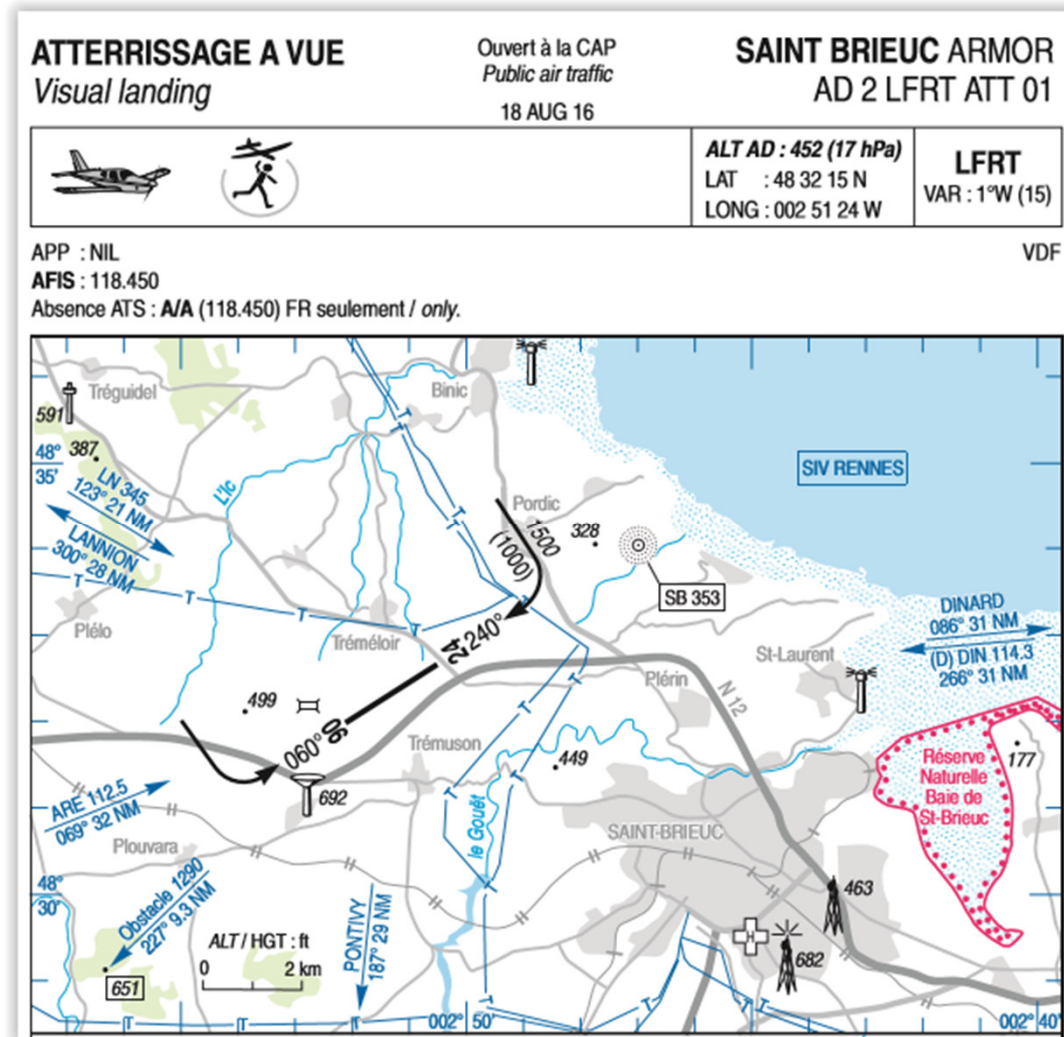 ATTERRISSAGE A VUE
Visual landing
Ouvert à la CAP
Public air traffic
18 AUG 16
SAINT BRIEUC ARMOR
AD 2 LFRT ATT 01
ALT AD : 452 (17 hPa)
LAT : 48 32 15 N
LONG : 002 51 24 W
LFRT
VAR : 1°W (15)
APP : NIL
VDF
AFIS : 118.450
Absence ATS : A/A (118.450) FR seulement / only.
Tréguidel
Binic
591
387
48°
35'
LN 345
123° 21 NM
LANNION
300° 28 NM
L'Ic
SIV RENNES
Pordic
1500
(1000)
328
SB 353
T
T
T
T
T
T
T
T
Plélo
Tréméloir
24
240°
DINARD
086° 31 NM
(D) DIN 114.3
266° 31 NM
St-Laurent
Plérin
N 12
499
060°
06
Trémuson
449
692
Réserve
Naturelle
Baie de
St-Brieuc
177
ARE 112.5
069° 32 NM
Plouvara
le Gouët
SAINT-BRIEUC
48°
30'
Obstacle 1290
227° 9.3 NM
651
ALT / HGT : ft
0 2 km
PONTIVY
187° 29 NM
463
H
682
T
T
T
T
T
T
002° 50'
002° 40'